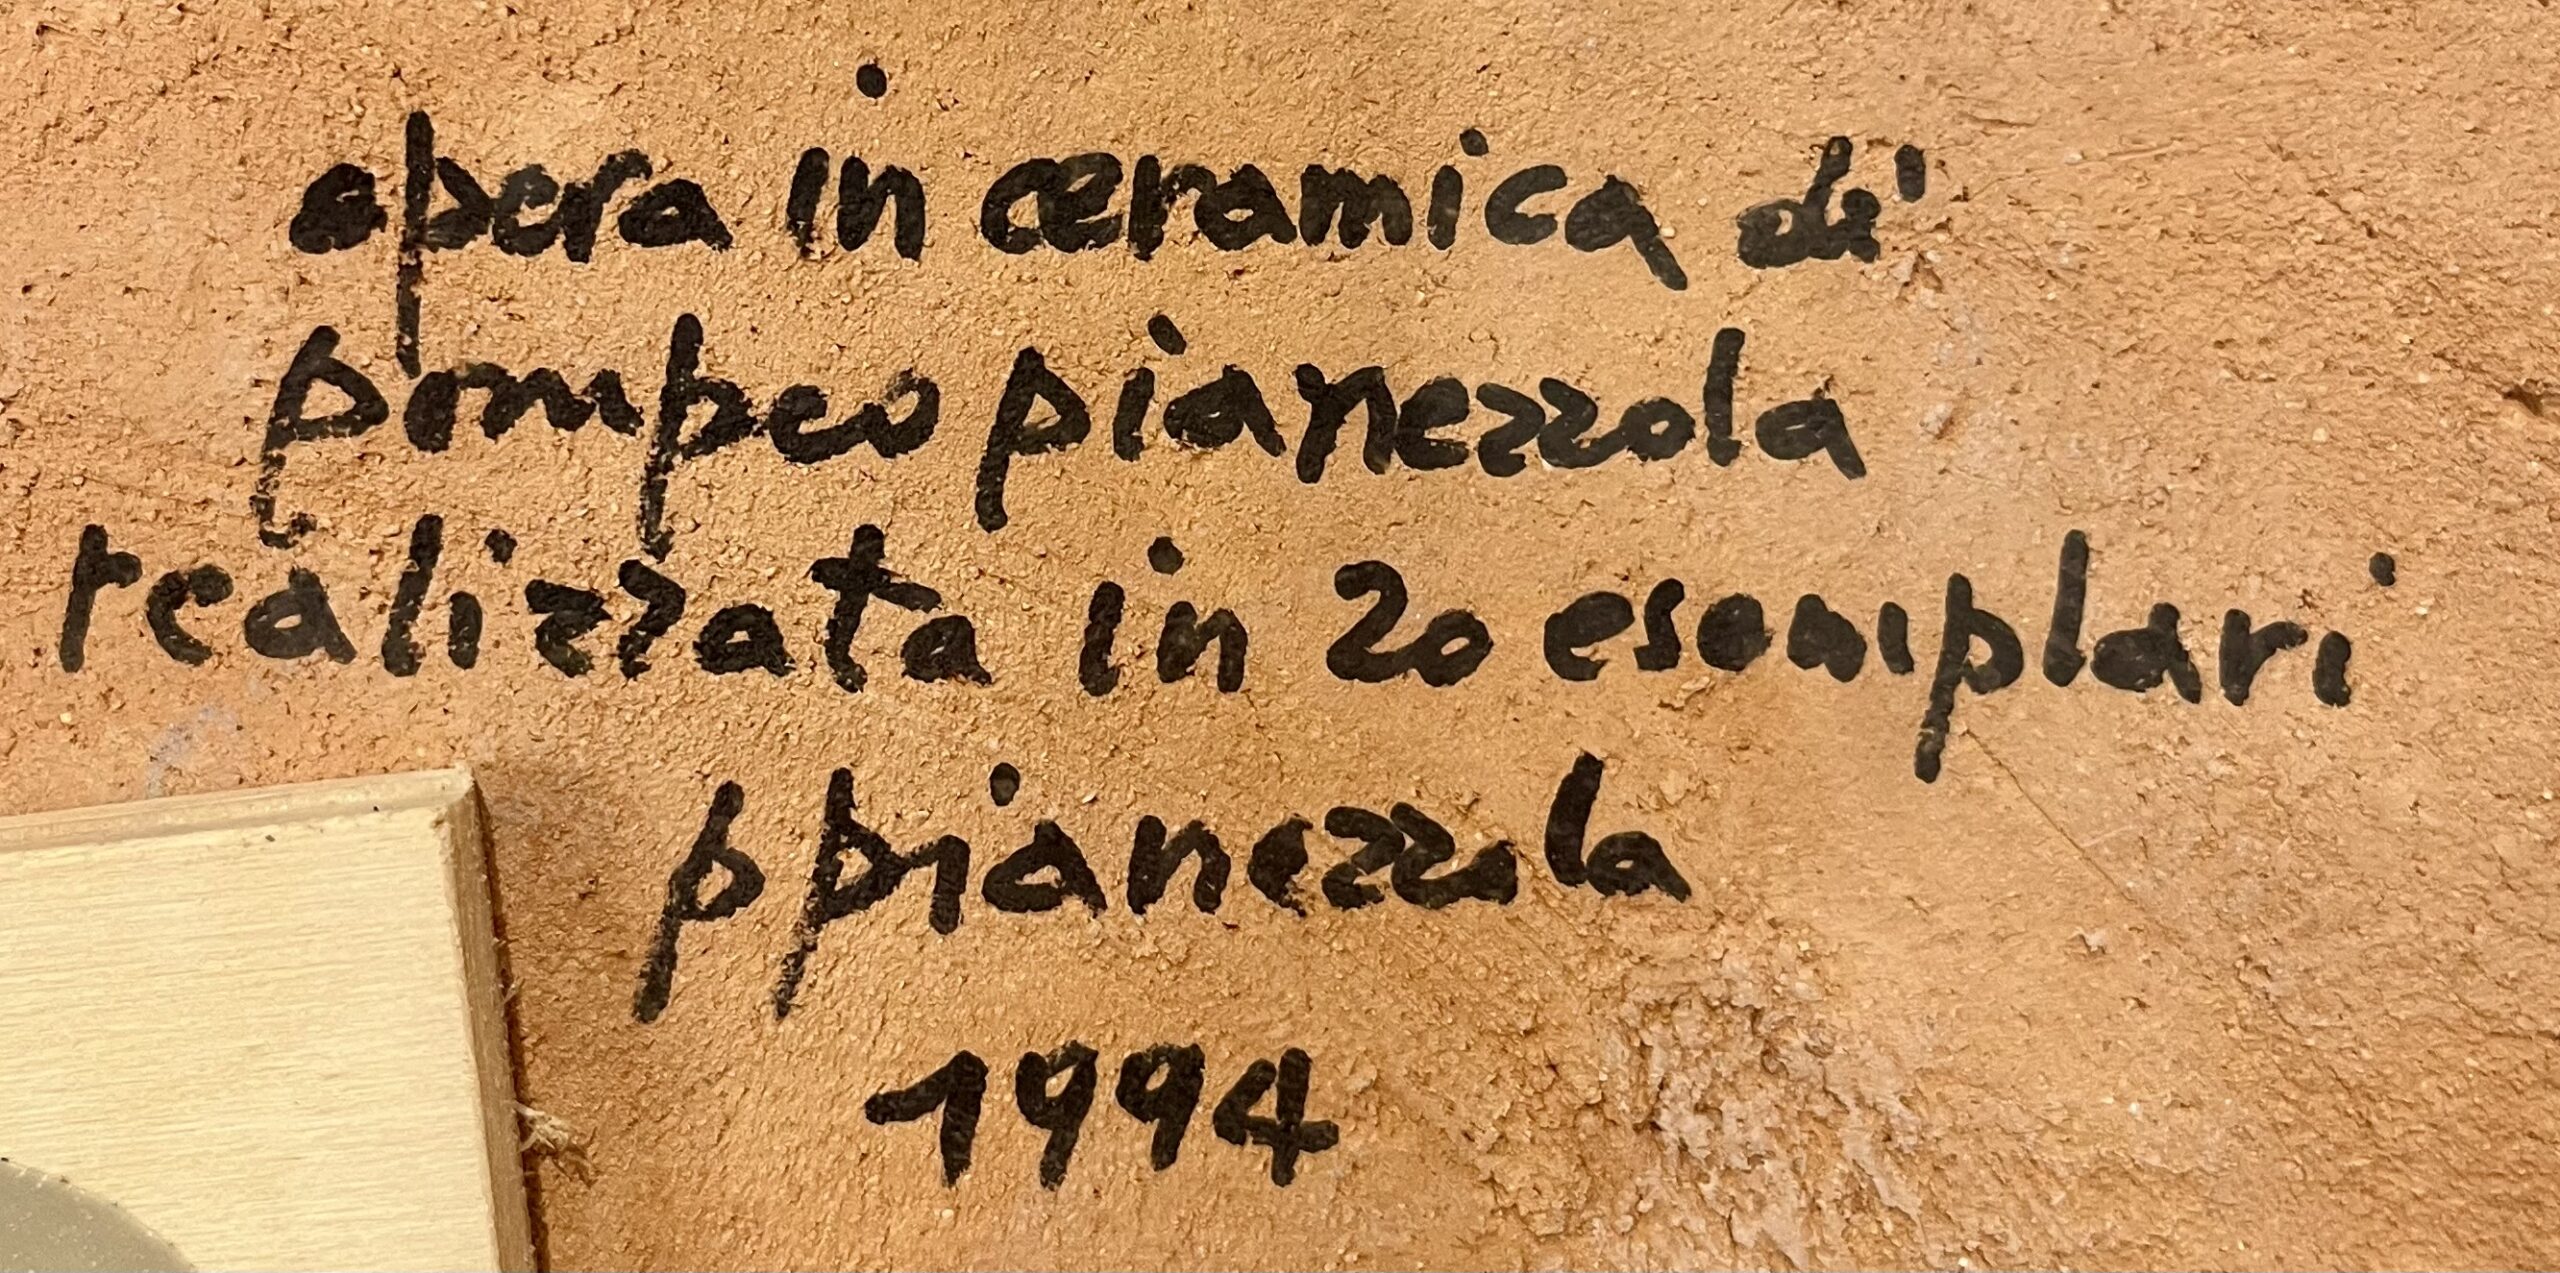 opera in ceramica di
pompeo pianezzola
realizzata in 20 esemplari
p pianezzola
1994